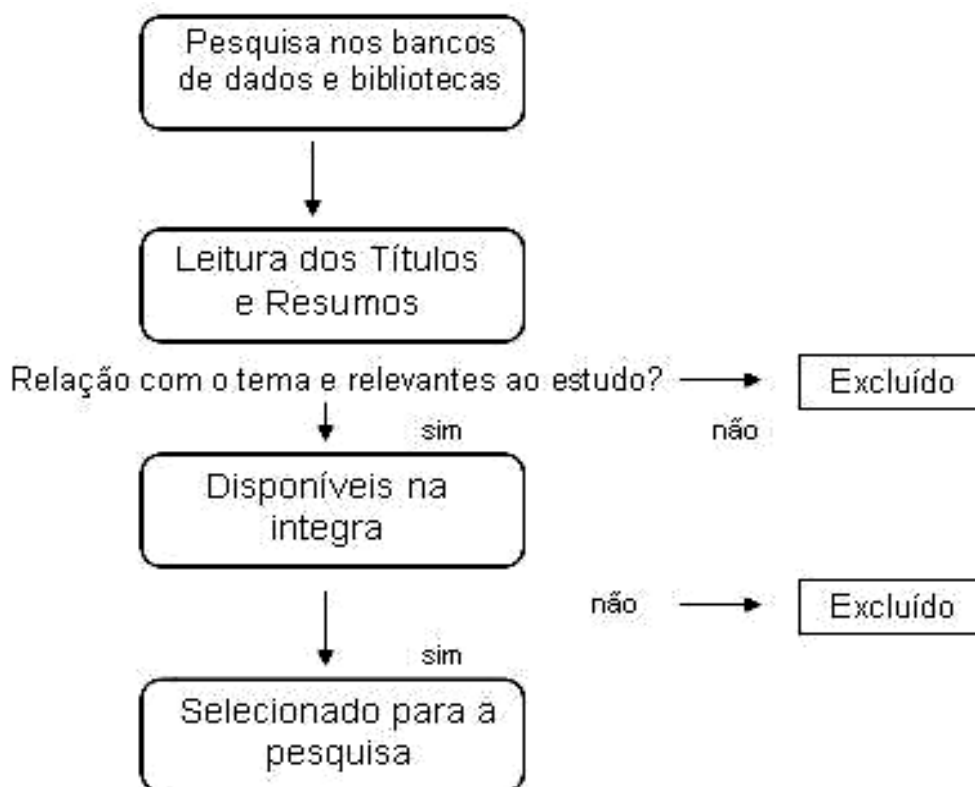 Pesquisa nos bancos
de dados e bibliotecas
Leitura dos Títulos
e Resumos
Relação com o tema e relevantes ao estudo?
Excluído
sim
não
Disponíveis na
integra
não
Excluído
sim
Selecionado para a
pesquisa